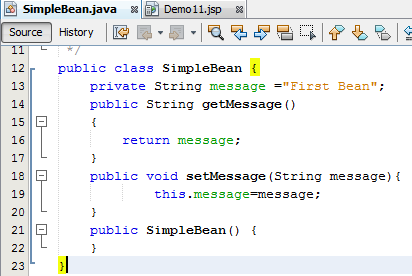 SimpleBean.java Demo11.jsp
Source History
11 */
12 public class SimpleBean {
13 private String message ="First Bean";
14 public String getMessage()
15 {
16 return message;
17 }
18 public void setMessage(String message){
19 this.message=message;
20 }
21 public SimpleBean() {
22 }
23 }